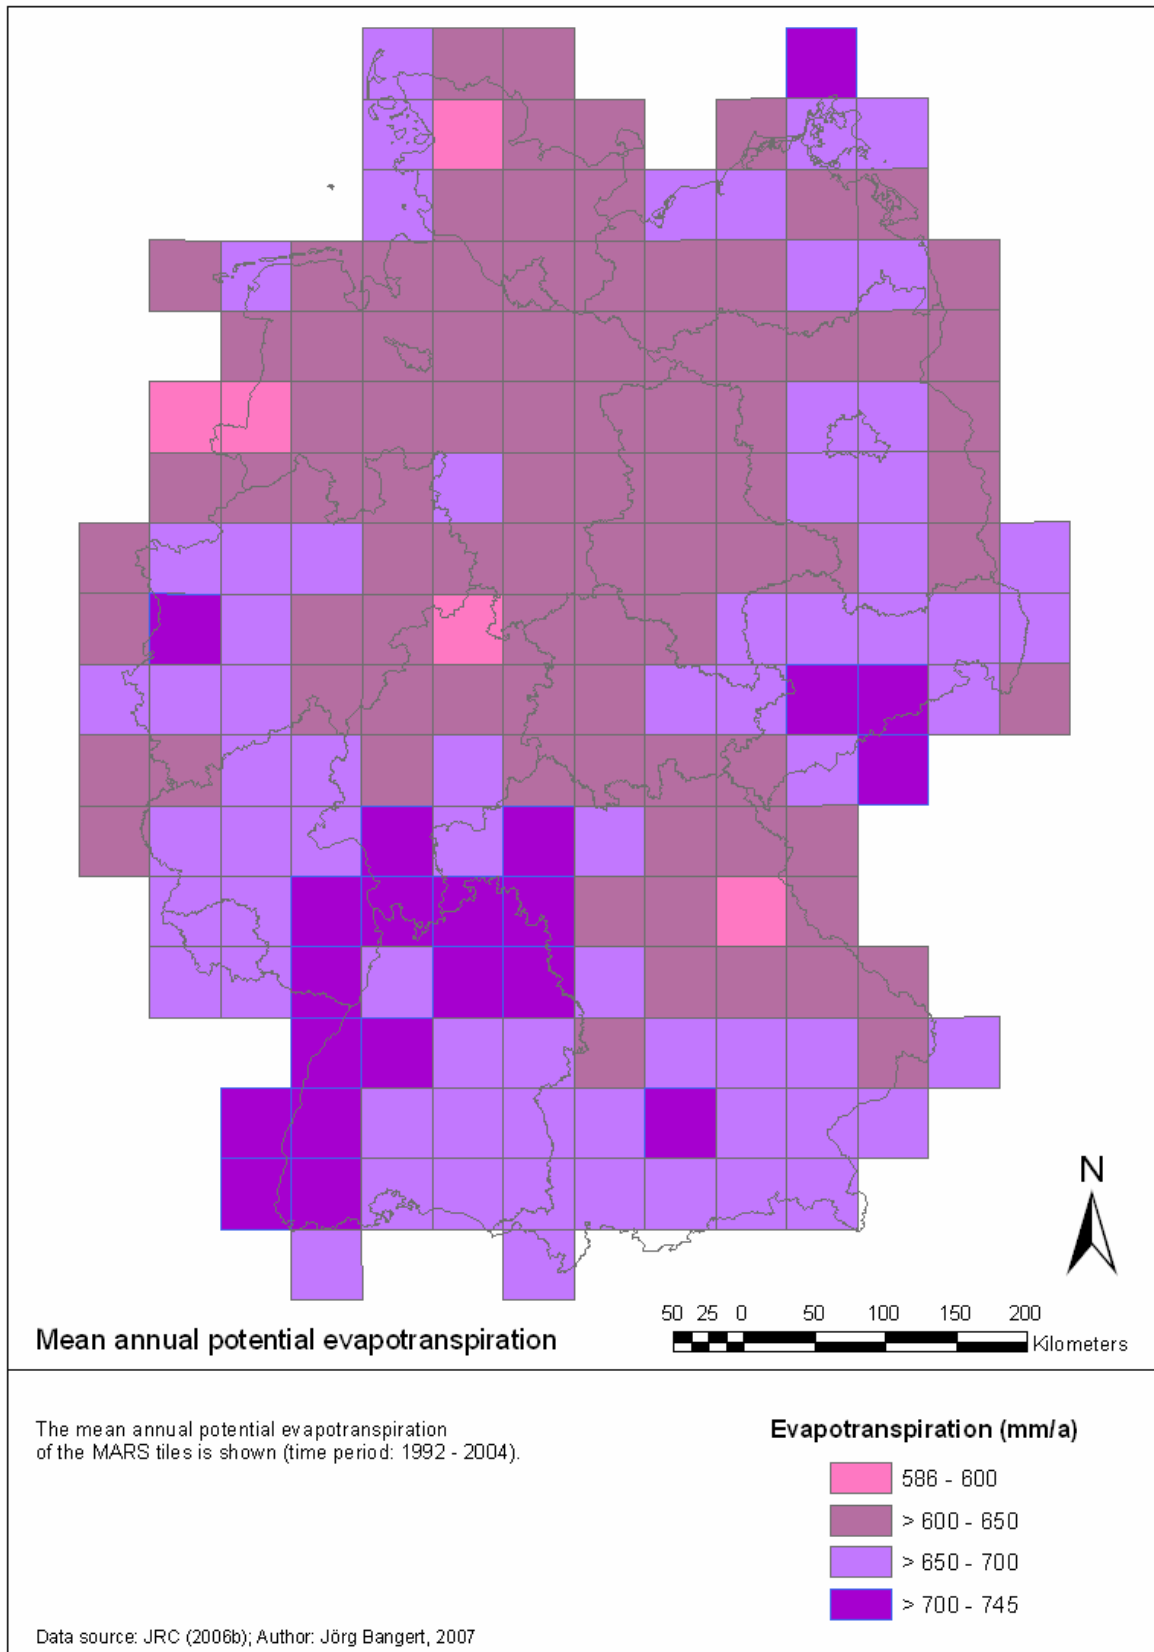 N
50 25 0 50 100 150 200
Kilometers
Mean annual potential evapotranspiration
The mean annual potential evapotranspiration
of the MARS tiles is shown (time period: 1992 - 2004).
Evapotranspiration (mm/a)
586 - 600
> 600 - 650
> 650 - 700
> 700 - 745
Data source: JRC (2006b); Author: Jörg Bangert, 2007